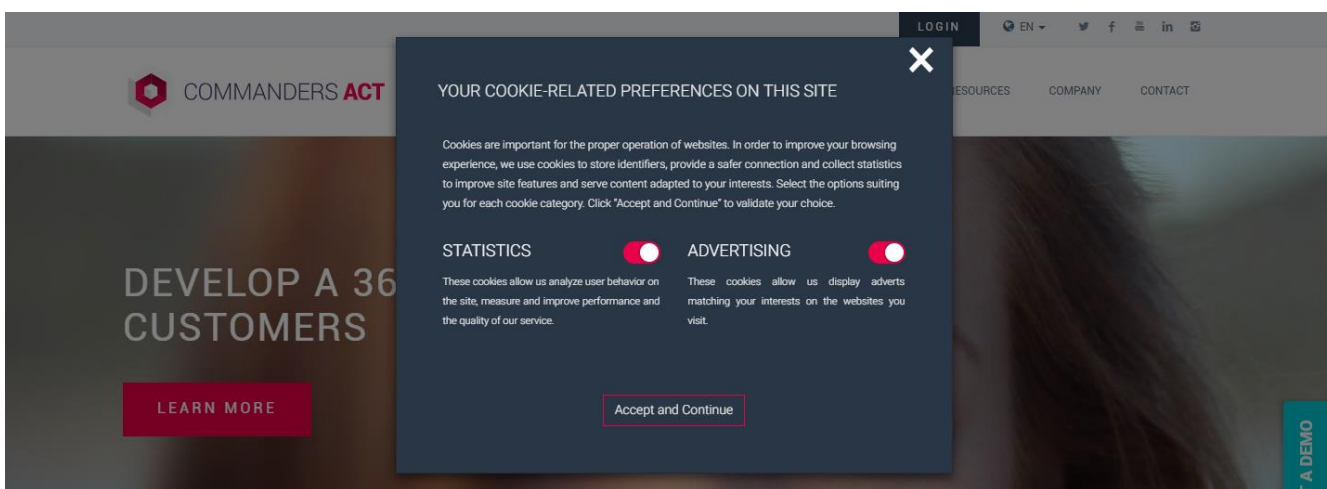 LOGIN
EN
COMMANDERS ACT
COMPANY
CONTACT
YOUR COOKIE-RELATED PREFERENCES ON THIS SITE
Cookies are important for the proper operation of websites. In order to improve your browsing
experience, we use cookies to store identifiers, provide a safer connection and collect statistics
to improve site features and serve content adapted to your interests. Select the options suiting
you for each cookie category. Click "Accept and Continue" to validate your choice.
STATISTICS
These cookies allow us analyze user behavior on
the site, measure and improve performance and
the quality of our service.
ADVERTISING
These cookies allow us display adverts
matching your interests on the websites you
visit.
Accept and Continue
DEVELOP A 36
CUSTOMERS
LEARN MORE
A DEMO